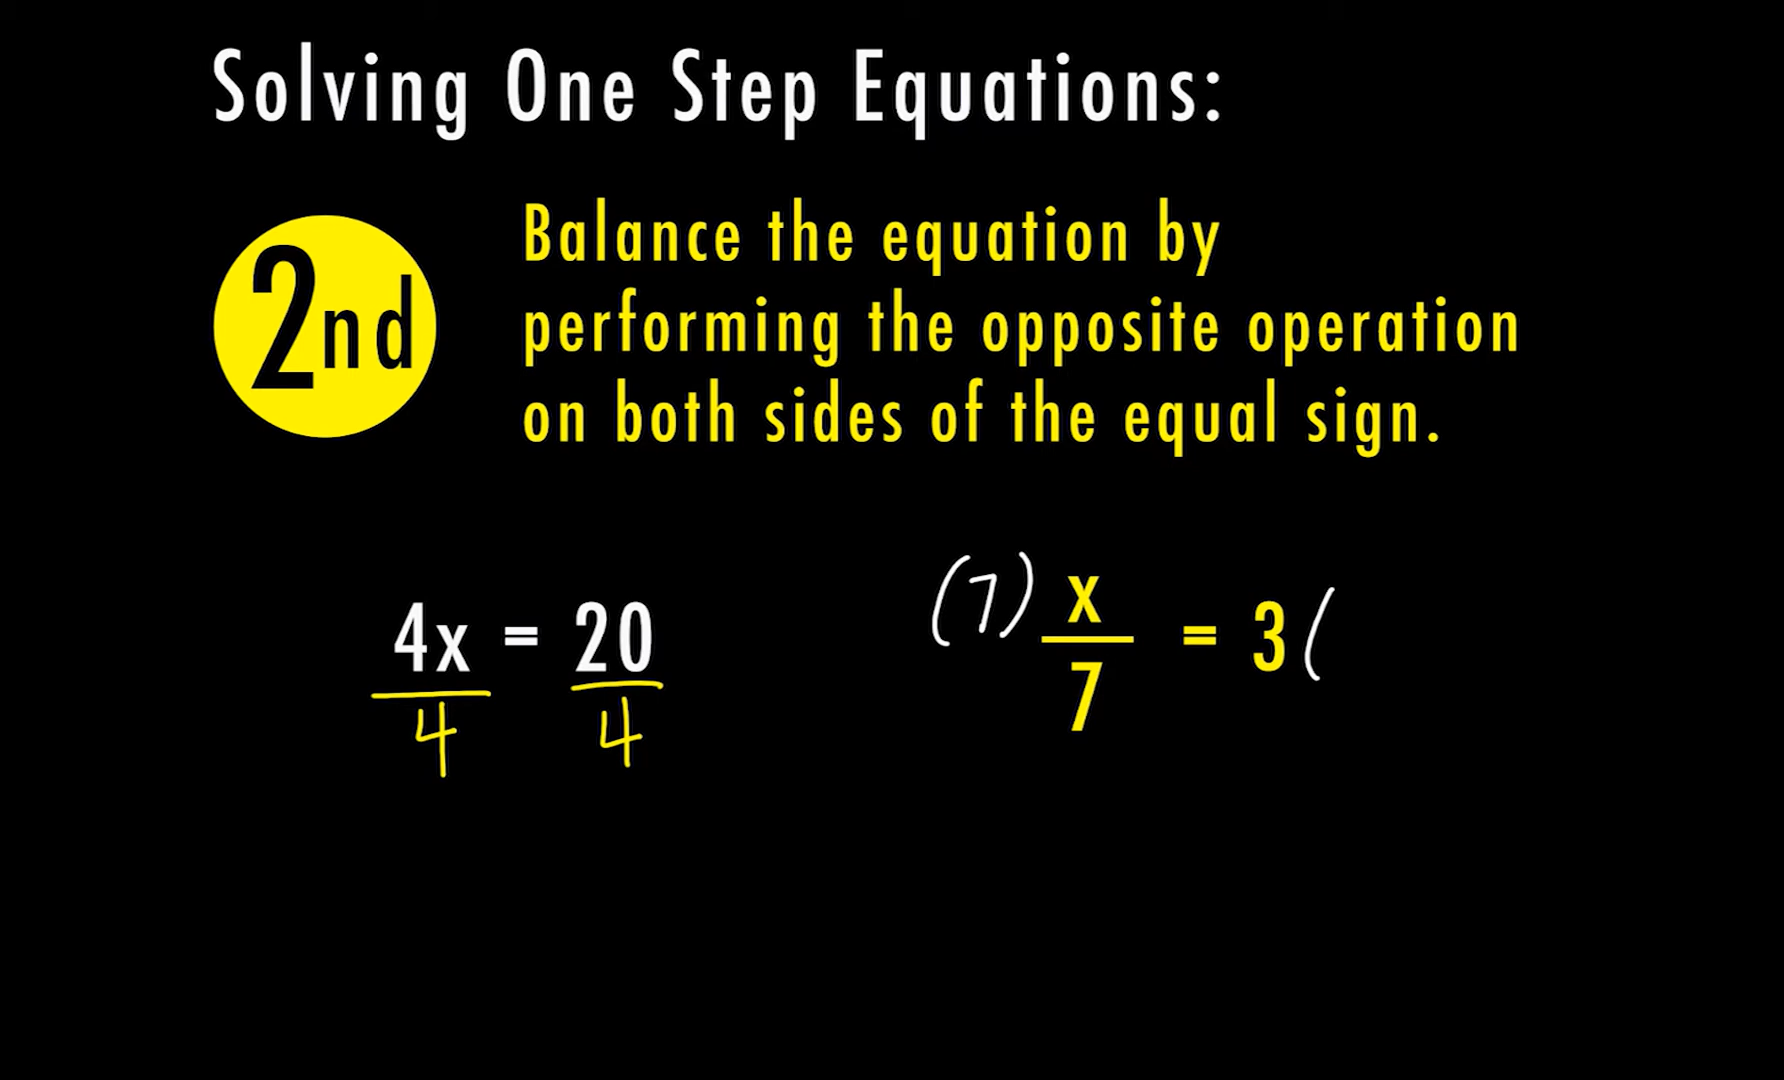 Solving One Step Equations:
2nd
Balance the equation by
performing the opposite operation
on both sides of the equal sign.
4x = 20
4 4
(7) x
7
= 3 (